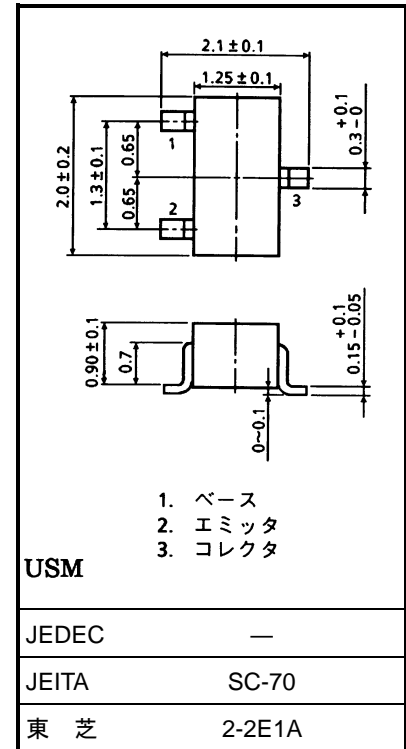 2.1±0.1
1.25±0.1
2.0±0.2
1.3±0.1
0.65
0.65
1
2
3
+0.1
0.3-0
0.90±0.1
0.7
0~0.1
+0.1
0.15-0.05
1. ベース
2. エミッタ
3. コレクタ
USM
JEDEC —
JEITA SC-70
東 芝 2-2E1A